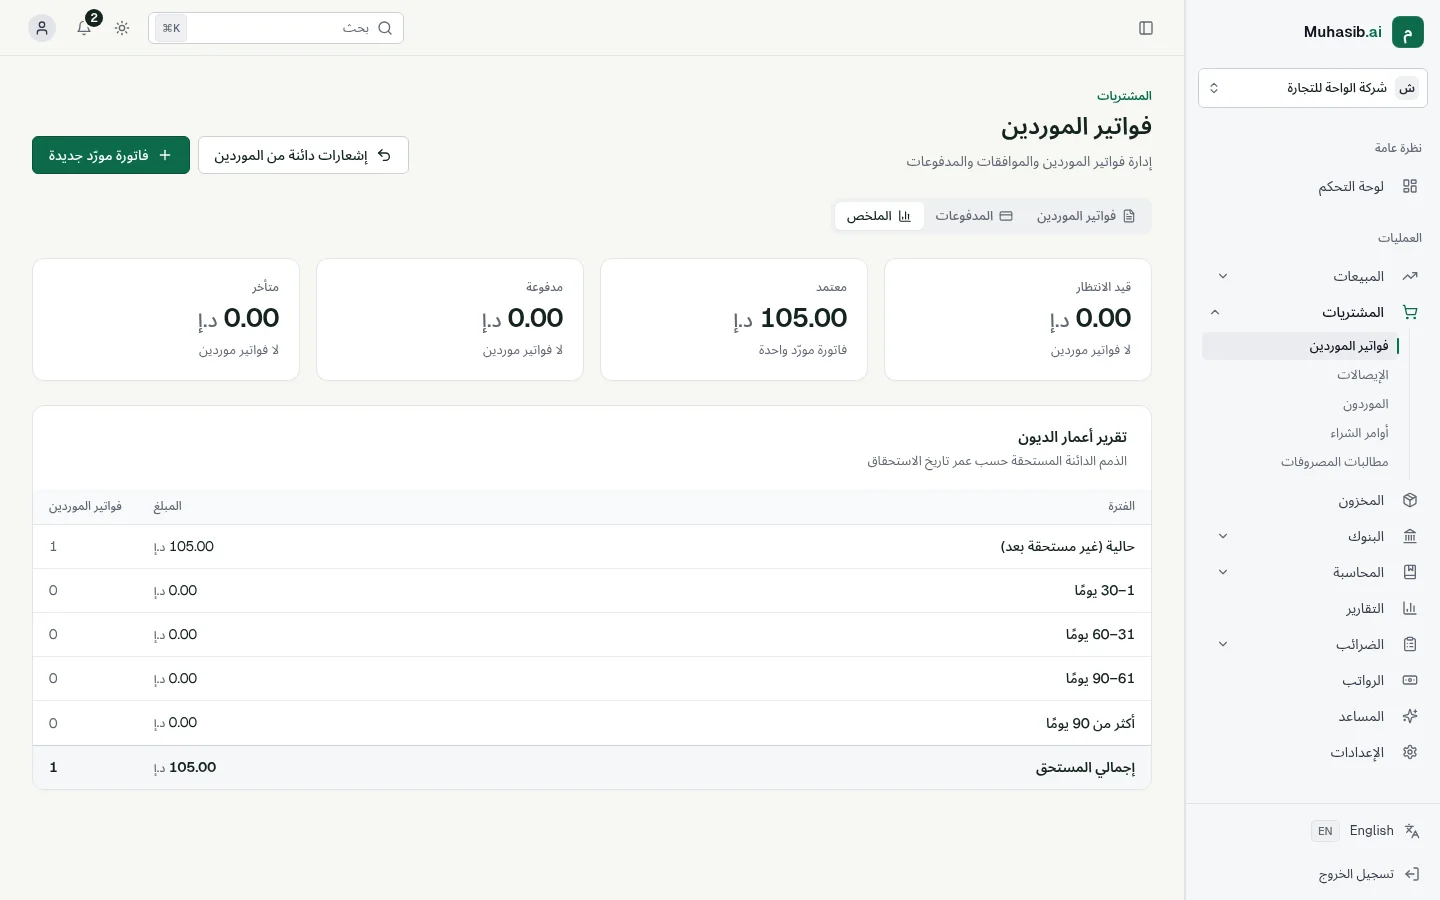 Muhasib.ai
م
ش شركة الواحة للتجارة
نظرة عامة
لوحة التحكم
العمليات
المبيعات
المشتريات
فواتير الموردين
الإيصالات
الموردون
أوامر الشراء
مطالبات المصروفات
المخزون
البنوك
المحاسبة
التقارير
الضرائب
الرواتب
المساعد
الإعدادات
English EN
تسجيل الخروج
بحث ⌘K
2
المشتريات
فواتير الموردين
إدارة فواتير الموردين والموافقات والمدفوعات
إشعارات دائنة من الموردين
فاتورة مورّد جديدة
فواتير الموردين المدفوعات الملخص
قيد الانتظار
0.00 د.إ
لا فواتير موردين
معتمد
105.00 د.إ
فاتورة مورّد واحدة
مدفوعة
0.00 د.إ
لا فواتير موردين
متأخر
0.00 د.إ
لا فواتير موردين
تقرير أعمار الديون
الذمم الدائنة المستحقة حسب عمر تاريخ الاستحقاق
الفترة المبلغ فواتير الموردين
حالية (غير مستحقة بعد) 105.00 د.إ 1
1–30 يومًا 0.00 د.إ 0
31–60 يومًا 0.00 د.إ 0
61–90 يومًا 0.00 د.إ 0
أكثر من 90 يومًا 0.00 د.إ 0
إجمالي المستحق 105.00 د.إ 1